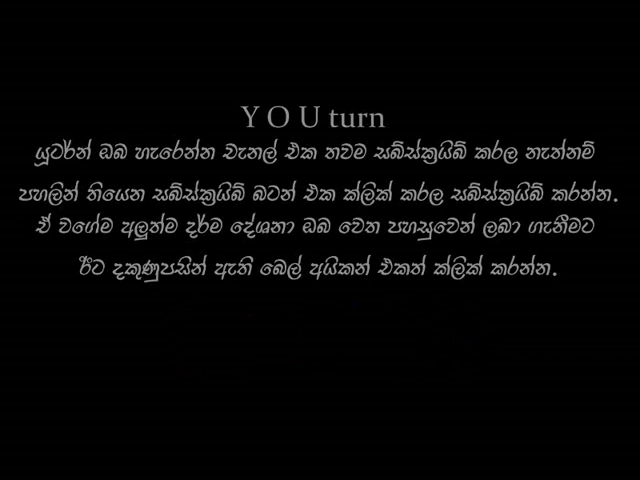 Y O U turn
යූටර්න් ඔබ හැරෙන්න චැනල් එක තවම සබ්ස්ක්‍රයිබ් කරල නැත්නම්
පහලින් තියෙන සබ්ස්ක්‍රයිබ් බටන් එක ක්ලික් කරල සබ්ස්ක්‍රයිබ් කරන්න.
ඒ වගේම අලුත්ම දර්ම දේශනා ඔබ වෙත පහසුවෙන් ලබා ගැනීමට
ඊට දකුණුපසින් ඇති බෙල් අයිකන් එකත් ක්ලික් කරන්න.